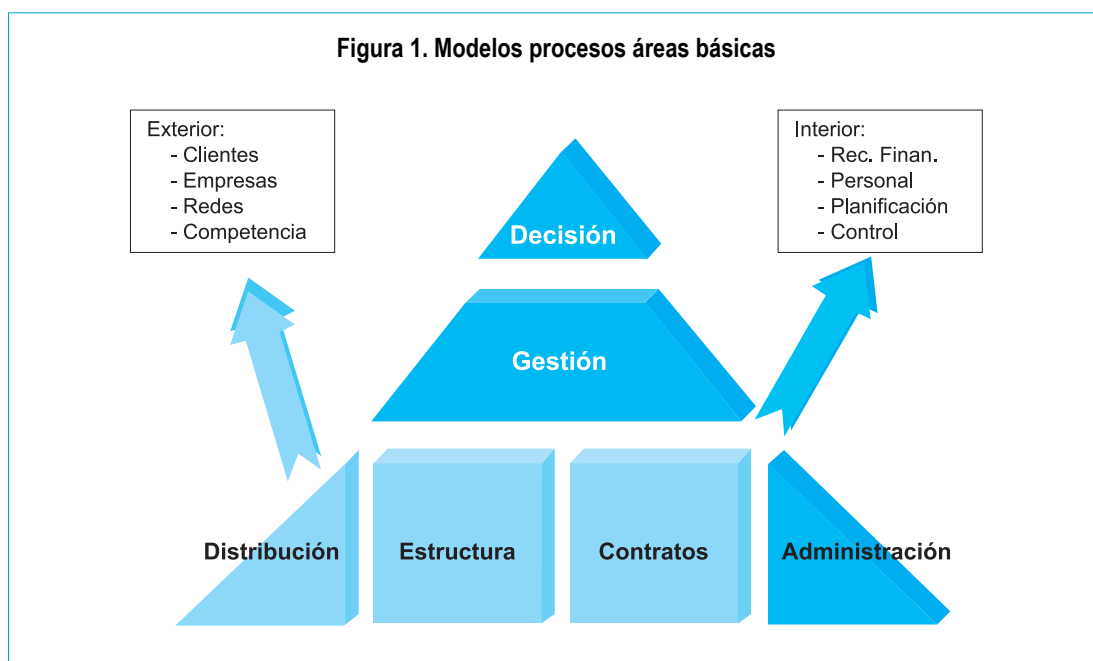 Figura 1. Modelos procesos áreas básicas
Exterior:
- Clientes
- Empresas
- Redes
- Competencia
Interior:
- Rec. Finan.
- Personal
- Planificación
- Control
Decisión
Gestión
Distribución
Estructura
Contratos
Administración